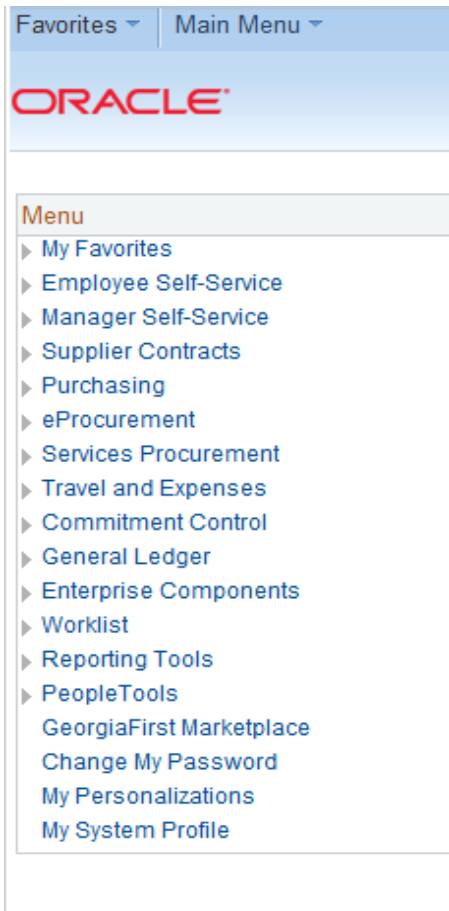 Favorites Main Menu
ORACLE
Menu
My Favorites
Employee Self-Service
Manager Self-Service
Supplier Contracts
Purchasing
eProcurement
Services Procurement
Travel and Expenses
Commitment Control
General Ledger
Enterprise Components
Worklist
Reporting Tools
PeopleTools
GeorgiaFirst Marketplace
Change My Password
My Personalizations
My System Profile